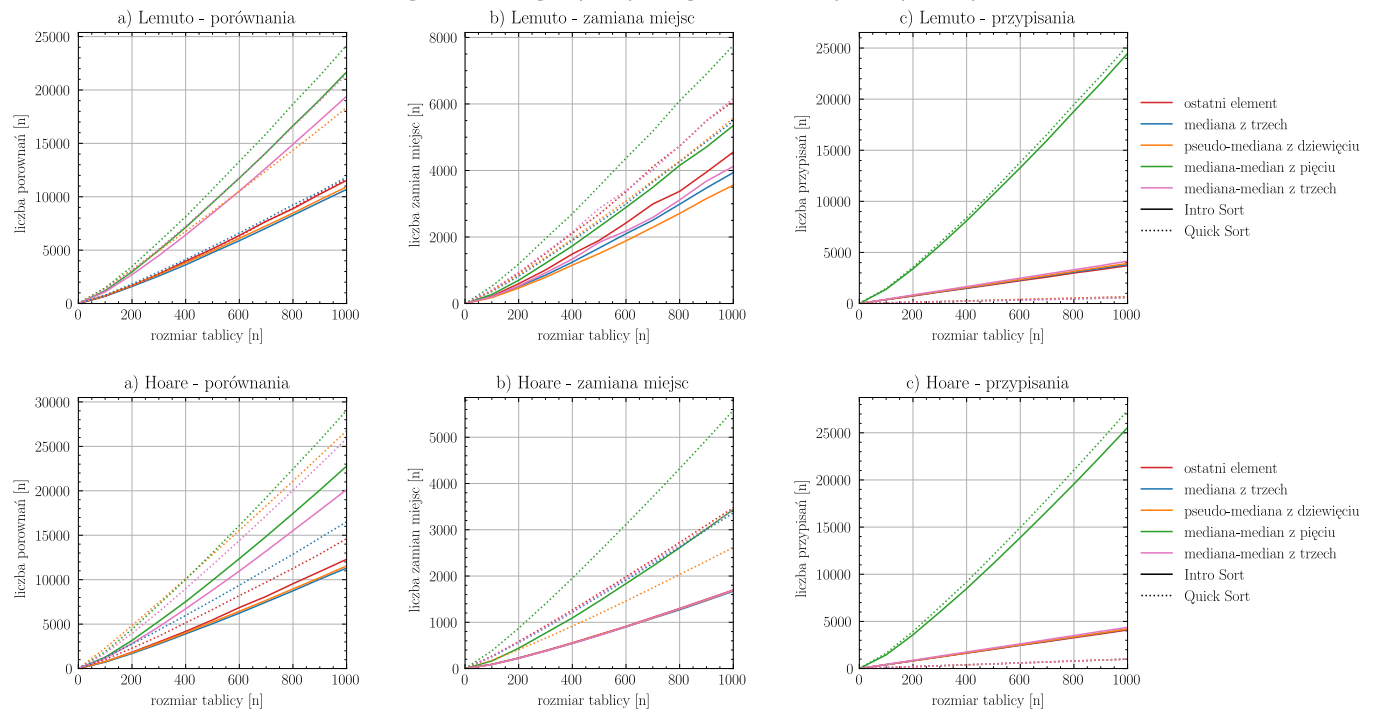 a) Lemuto - porównania
25000
20000
15000
10000
5000
0
0
200
400
600
800
1000
liczba porownań [n]
rozmiar tablicy [n]
b) Lemuto - zamiana miejsc
8000
6000
4000
2000
0
0
200
400
600
800
1000
liczba zamian miejsc [n]
rozmiar tablicy [n]
c) Lemuto - przypisania
25000
20000
15000
10000
5000
0
0
200
400
600
800
1000
liczba przypisań [n]
rozmiar tablicy [n]
ostatni element
mediana z trzech
pseudo-mediana z dziewięciu
mediana-median z pięciu
mediana-median z trzech
Intro Sort
Quick Sort
a) Hoare - porównania
30000
25000
20000
15000
10000
5000
0
0
200
400
600
800
1000
liczba porownań [n]
rozmiar tablicy [n]
b) Hoare - zamiana miejsc
5000
4000
3000
2000
1000
0
0
200
400
600
800
1000
liczba zamian miejsc [n]
rozmiar tablicy [n]
c) Hoare - przypisania
25000
20000
15000
10000
5000
0
0
200
400
600
800
1000
liczba przypisań [n]
rozmiar tablicy [n]
ostatni element
mediana z trzech
pseudo-mediana z dziewięciu
mediana-median z pięciu
mediana-median z trzech
Intro Sort
Quick Sort